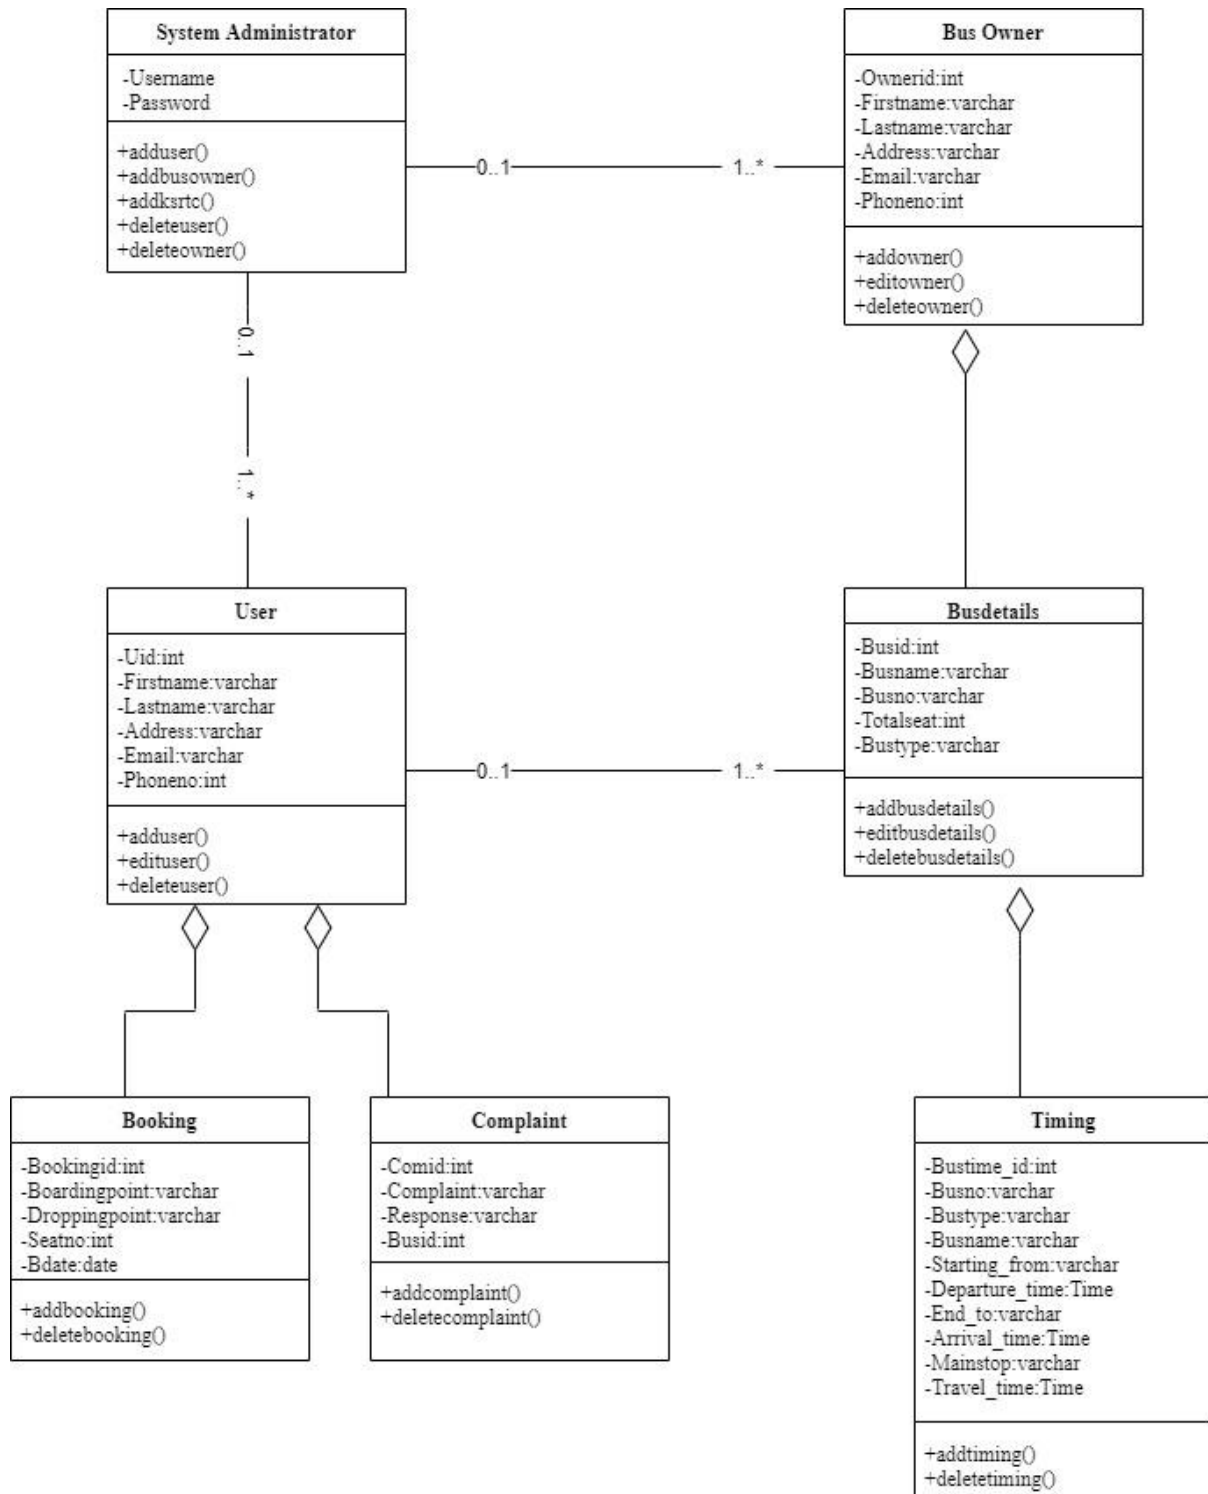 System Administrator
-Username
-Password
+adduser()
+addbusowner()
+addksrtc()
+deleteuser()
+deleteowner()
0..1
1..*
Bus Owner
-Ownerid:int
-Firstname:varchar
-Lastname:varchar
-Address:varchar
-Email:varchar
-Phoneno:int
+addowner()
+editowner()
+deleteowner()
0..1
1..*
User
-Uid:int
-Firstname:varchar
-Lastname:varchar
-Address:varchar
-Email:varchar
-Phoneno:int
+adduser()
+edituser()
+deleteuser()
0..1
1..*
Busdetails
-Busid:int
-Busname:varchar
-Busno:varchar
-Totalseat:int
-Bustype:varchar
+addbusdetails()
+editbusdetails()
+deletebusdetails()
Booking
-Bookingid:int
-Boardingpoint:varchar
-Droppingpoint:varchar
-Seatno:int
-Bdate:date
+addbooking()
+deletebooking()
Complaint
-Comid:int
-Complaint:varchar
-Response:varchar
-Busid:int
+addcomplaint()
+deletecomplaint()
Timing
-Bustime_id:int
-Busno:varchar
-Bustype:varchar
-Busname:varchar
-Starting_from:varchar
-Departure_time:Time
-End_to:varchar
-Arrival_time:Time
-Mainstop:varchar
-Travel_time:Time
+addtiming()
+deletetiming()